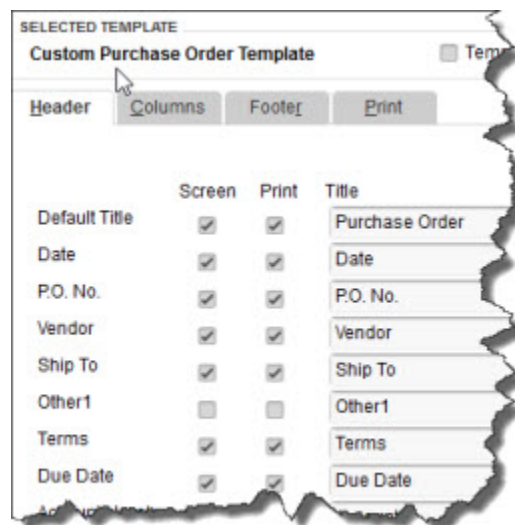 SELECTED TEMPLATE
Custom Purchase Order Template
Header Columns Footer Print
Screen Print Title
Default Title Purchase Order
Date Date
P.O. No. P.O. No.
Vendor Vendor
Ship To Ship To
Other1 Other1
Terms Terms
Due Date Due Date